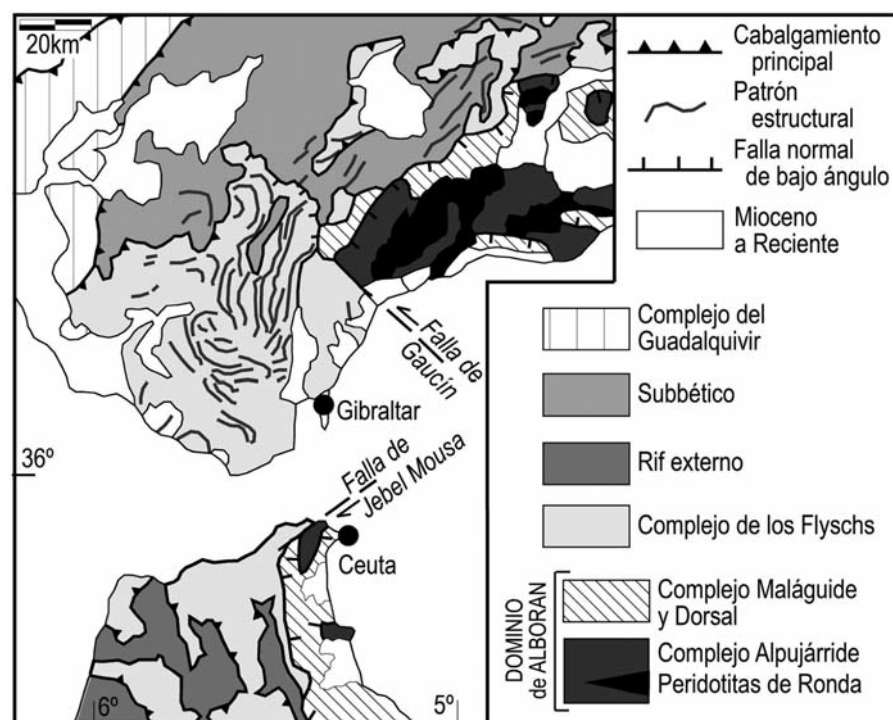 20km
Falla de
Gaucín
Gibraltar
36º
Falla de
Jebel Mousa
Ceuta
6º
5º
Cabalgamiento
principal
Patrón
estructural
Falla normal
de bajo ángulo
Mioceno
a Reciente
Complejo del
Guadalquivir
Subbético
Rif externo
Complejo de los Flyschs
DOMINIO
de ALBORAN
Complejo Maláguide
y Dorsal
Complejo Alpujárride
Peridotitas de Ronda